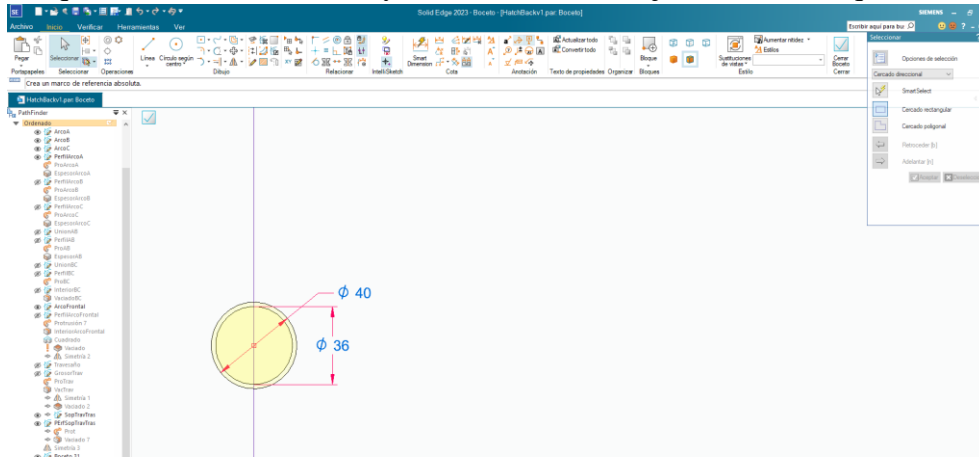 Solid Edge 2023 - Boceto - [HatchBackv1.par: Boceto]
SIEMENS
Archivo Inicio Verificar Herramientas Ver
Escribir aquí para bus
Pegar
Seleccionar
Línea
Círculo según centro
Smart Dimension
Actualizar todo
Convertir todo
Bloque
Sustituciones de vistas
Aumentar nitidez
Estilos
Cerrar Boceto
Portapapeles Seleccionar Operaciones Dibujo Relacionar IntelliSketch Cota Anotación Texto de propiedades Organizar Bloques Estilo Cerrar
Crea un marco de referencia absoluta.
HatchBackv1.par: Boceto
PathFinder
Ordenado
ArcoA
ArcoB
ArcoC
PerfilArcoA
ProArcoA
EspesorArcoA
PerfilArcoB
ProArcoB
EspesorArcoB
PerfilArcoC
ProArcoC
EspesorArcoC
UnionAB
PerfilAB
ProAB
EspesorAB
UnionBC
PerfilBC
ProBC
InteriorBC
VaciadoBC
ArcoFrontal
PerfilArcoFrontal
Protrusión 7
InteriorArcoFrontal
Cuadrado
Vaciado
Simetría 2
Travesaño
GrosorTrav
ProTrav
VacTrav
Simetría 1
Vaciado 2
SopTravTras
PErfSopTravTras
Prot
Vaciado 7
Simetría 3
Boceto 21
ϕ 40
ϕ 36
Seleccionar
Opciones de selección
Cercado direccional
SmartSelect
Cercado rectangular
Cercado poligonal
Retroceder [b]
Adelantar [n]
Aceptar